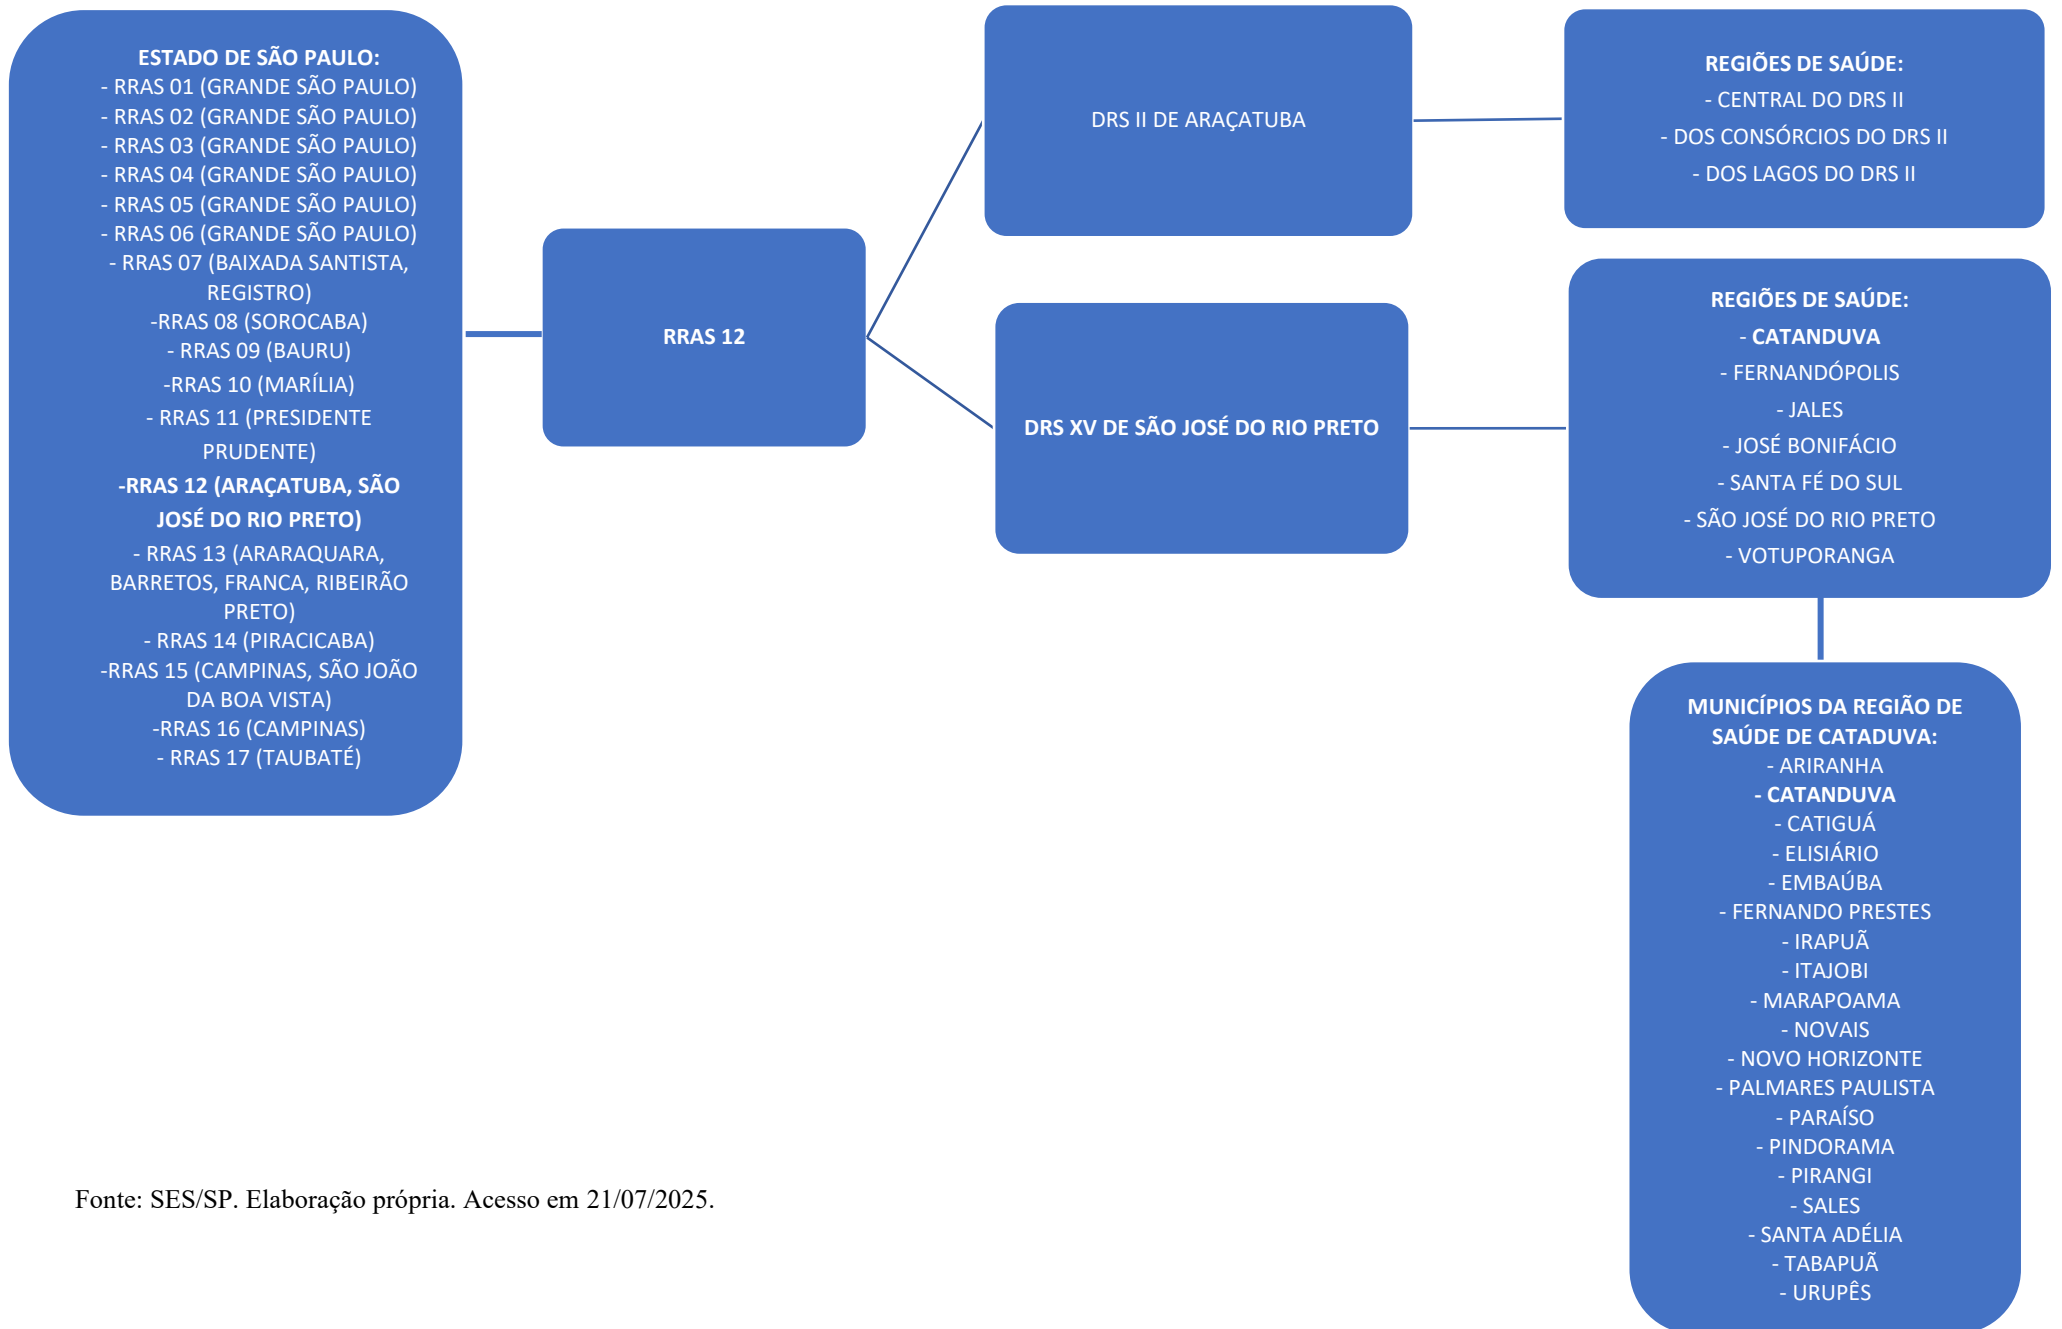 ESTADO DE SÃO PAULO:
- RRAS 01 (GRANDE SÃO PAULO)
- RRAS 02 (GRANDE SÃO PAULO)
- RRAS 03 (GRANDE SÃO PAULO)
- RRAS 04 (GRANDE SÃO PAULO)
- RRAS 05 (GRANDE SÃO PAULO)
- RRAS 06 (GRANDE SÃO PAULO)
- RRAS 07 (BAIXADA SANTISTA,
REGISTRO)
-RRAS 08 (SOROCABA)
- RRAS 09 (BAURU)
-RRAS 10 (MARÍLIA)
- RRAS 11 (PRESIDENTE
PRUDENTE)
-RRAS 12 (ARAÇATUBA, SÃO
JOSÉ DO RIO PRETO)
- RRAS 13 (ARARAQUARA,
BARRETOS, FRANCA, RIBEIRÃO
PRETO)
- RRAS 14 (PIRACICABA)
-RRAS 15 (CAMPINAS, SÃO JOÃO
DA BOA VISTA)
-RRAS 16 (CAMPINAS)
- RRAS 17 (TAUBATÉ)
RRAS 12
DRS II DE ARAÇATUBA
REGIÕES DE SAÚDE:
- CENTRAL DO DRS II
- DOS CONSÓRCIOS DO DRS II
- DOS LAGOS DO DRS II
DRS XV DE SÃO JOSÉ DO RIO PRETO
REGIÕES DE SAÚDE:
- CATANDUVA
- FERNANDÓPOLIS
- JALES
- JOSÉ BONIFÁCIO
- SANTA FÉ DO SUL
- SÃO JOSÉ DO RIO PRETO
- VOTUPORANGA
MUNICÍPIOS DA REGIÃO DE
SAÚDE DE CATADUVA:
- ARIRANHA
- CATANDUVA
- CATIGUÁ
- ELISIÁRIO
- EMBAÚBA
- FERNANDO PRESTES
- IRAPUÃ
- ITAJOBI
- MARAPOAMA
- NOVAIS
- NOVO HORIZONTE
- PALMARES PAULISTA
- PARAÍSO
- PINDORAMA
- PIRANGI
- SALES
- SANTA ADÉLIA
- TABAPUÃ
- URUPÊS
Fonte: SES/SP. Elaboração própria. Acesso em 21/07/2025.